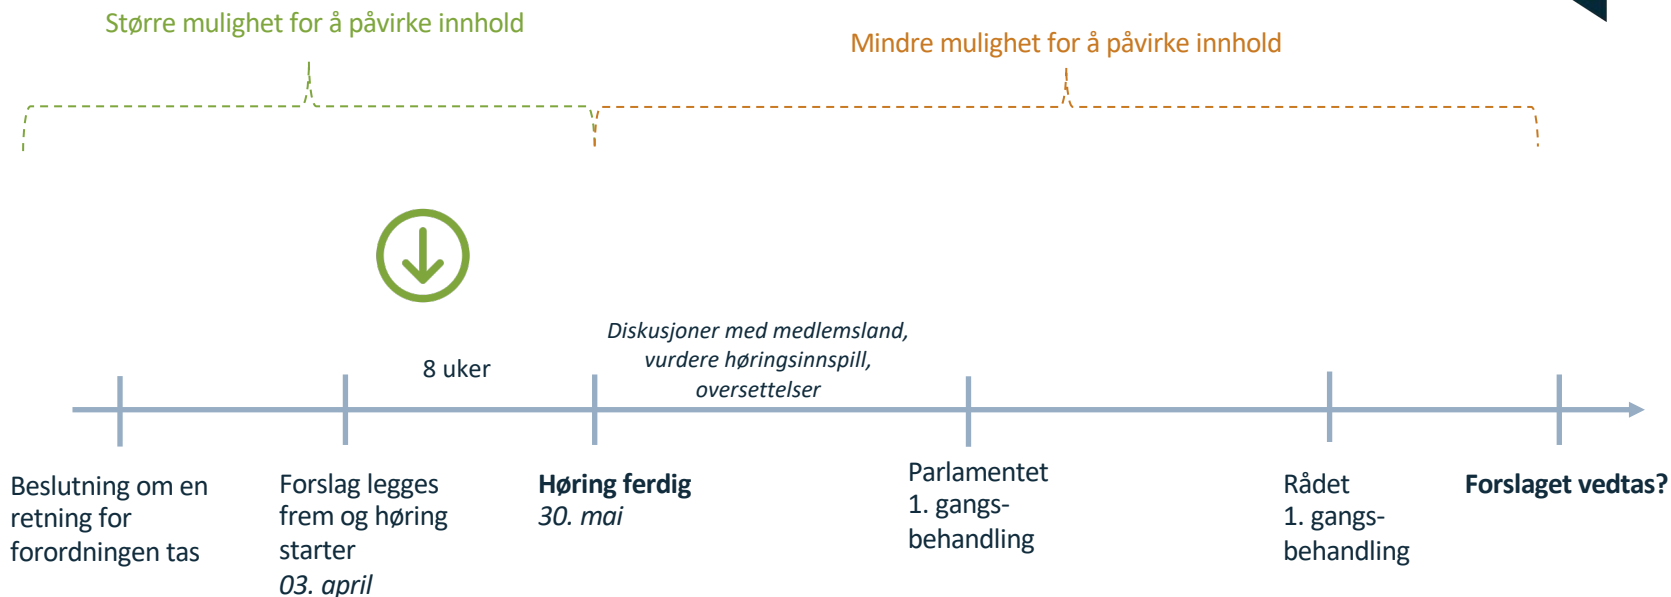 Større mulighet for å påvirke innhold
Mindre mulighet for å påvirke innhold
8 uker
Diskusjoner med medlemsland,
vurdere høringsinnspill,
oversettelser
Beslutning om en
retning for
forordningen tas
Forslag legges
frem og høring
starter
03. april
Høring ferdig
30. mai
Parlamentet
1. gangs-
behandling
Rådet
1. gangs-
behandling
Forslaget vedtas?